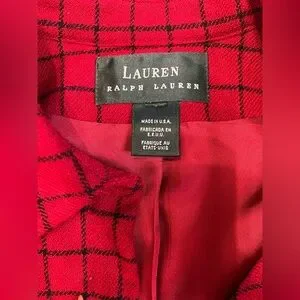 LAUREN
RALPH LAUREN
MADE IN U.S.A.
FABRICADA EN
E.E.U.U.
FABRIQUE AU
ETATS-UNIS